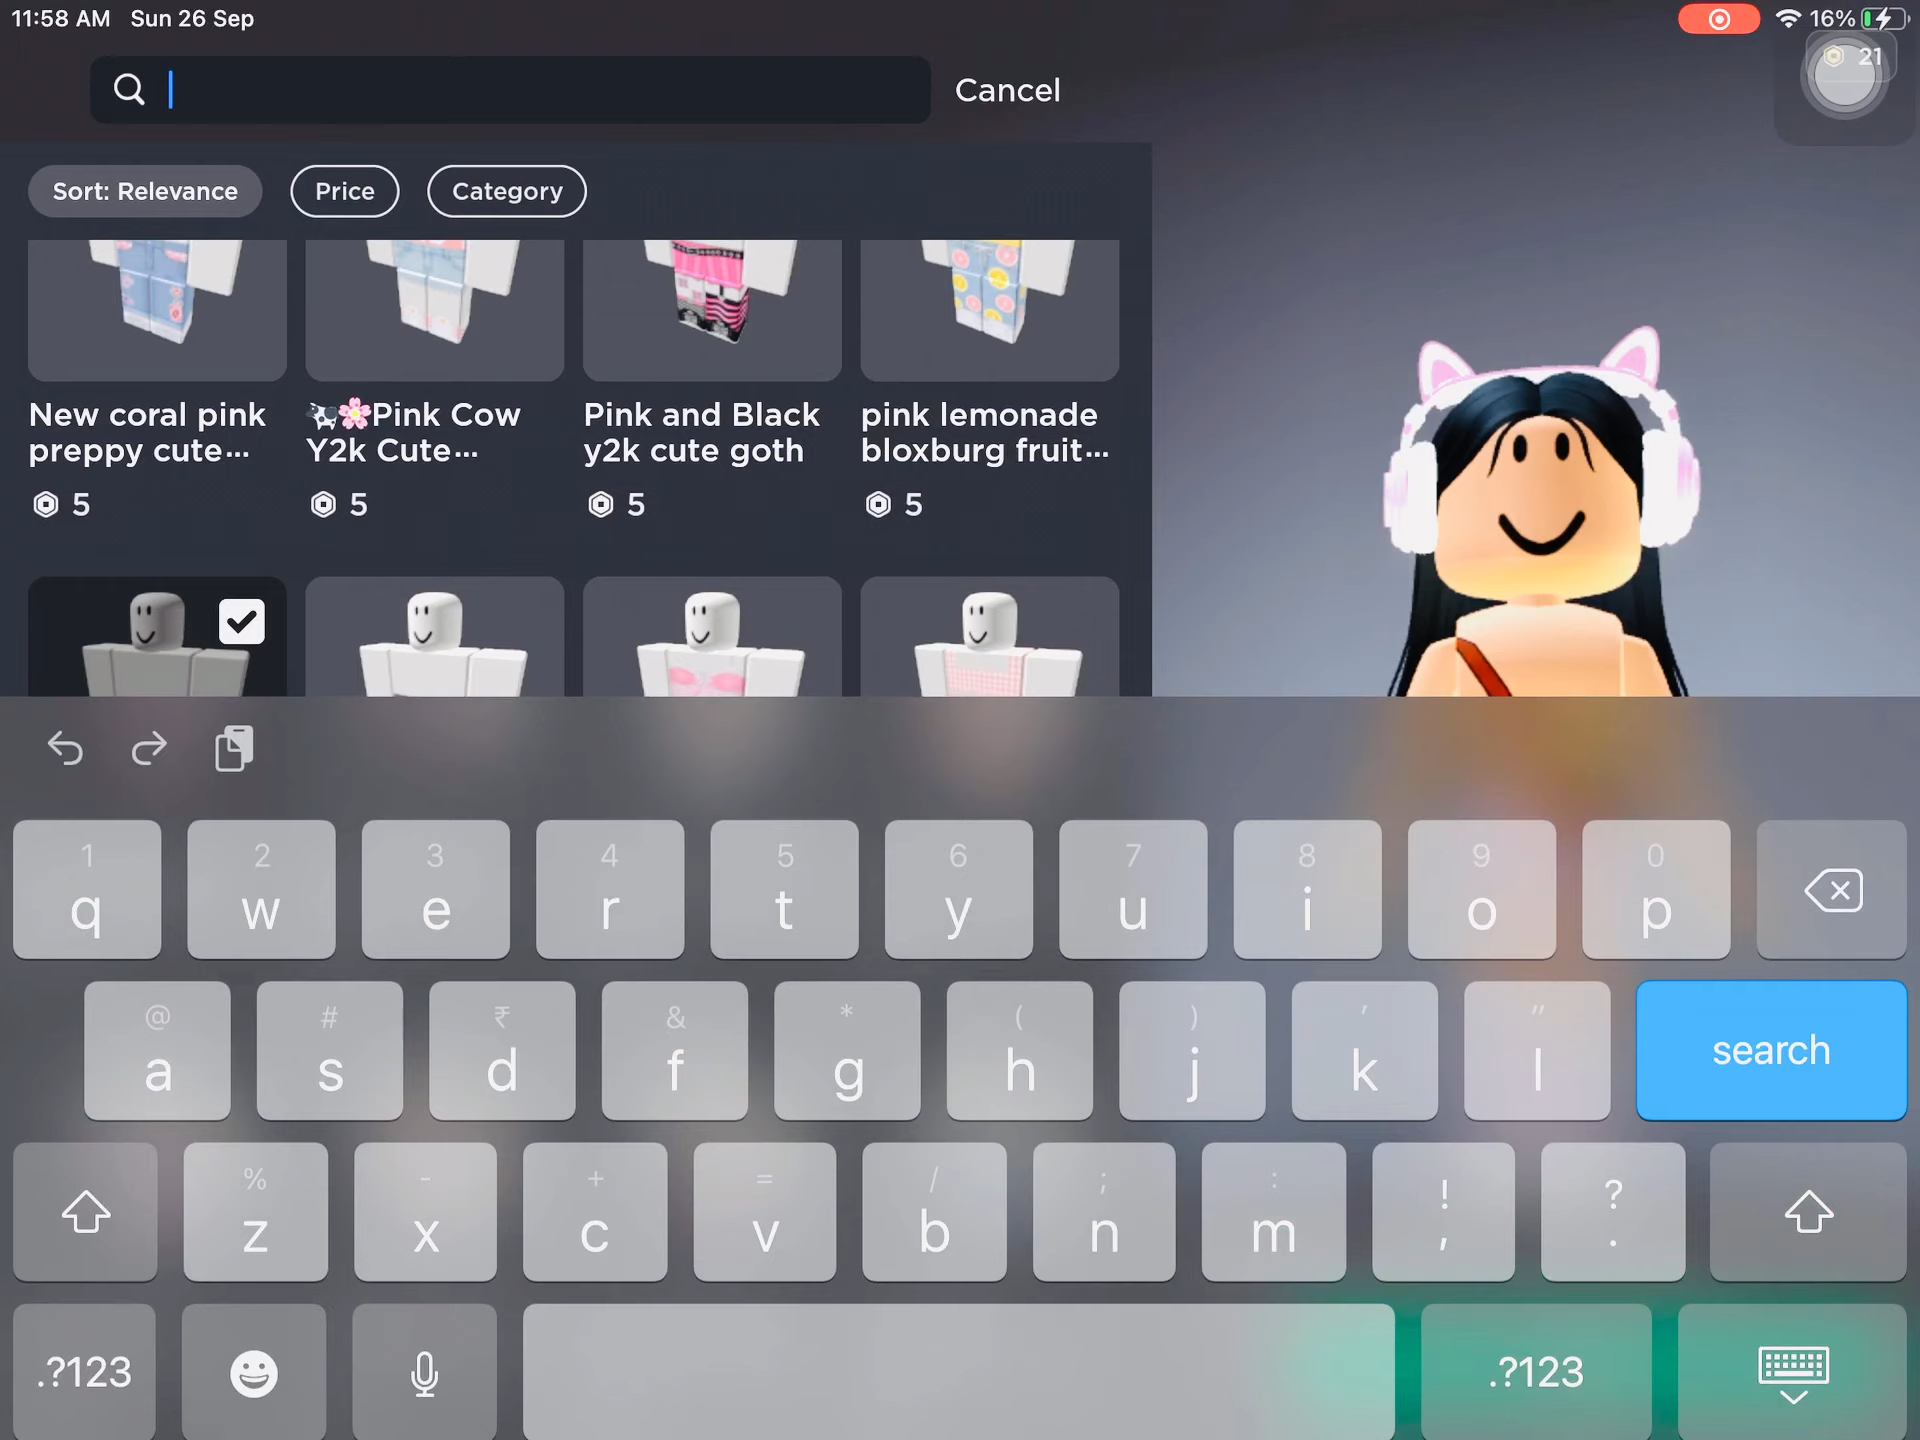 11:58 AM Sun 26 Sep
16%
21
Cancel
Sort: Relevance
Price
Category
New coral pink preppy cute...
🐄🌸Pink Cow Y2k Cute...
Pink and Black y2k cute goth
pink lemonade bloxburg fruit...
5
5
5
5
1 2 3 4 5 6 7 8 9 0
q w e r t y u i o p
@ # ₹ & * ( ) ' "
a s d f g h j k l search
% - + = / ; : ! ?
z x c v b n m , .
.?123 .?123